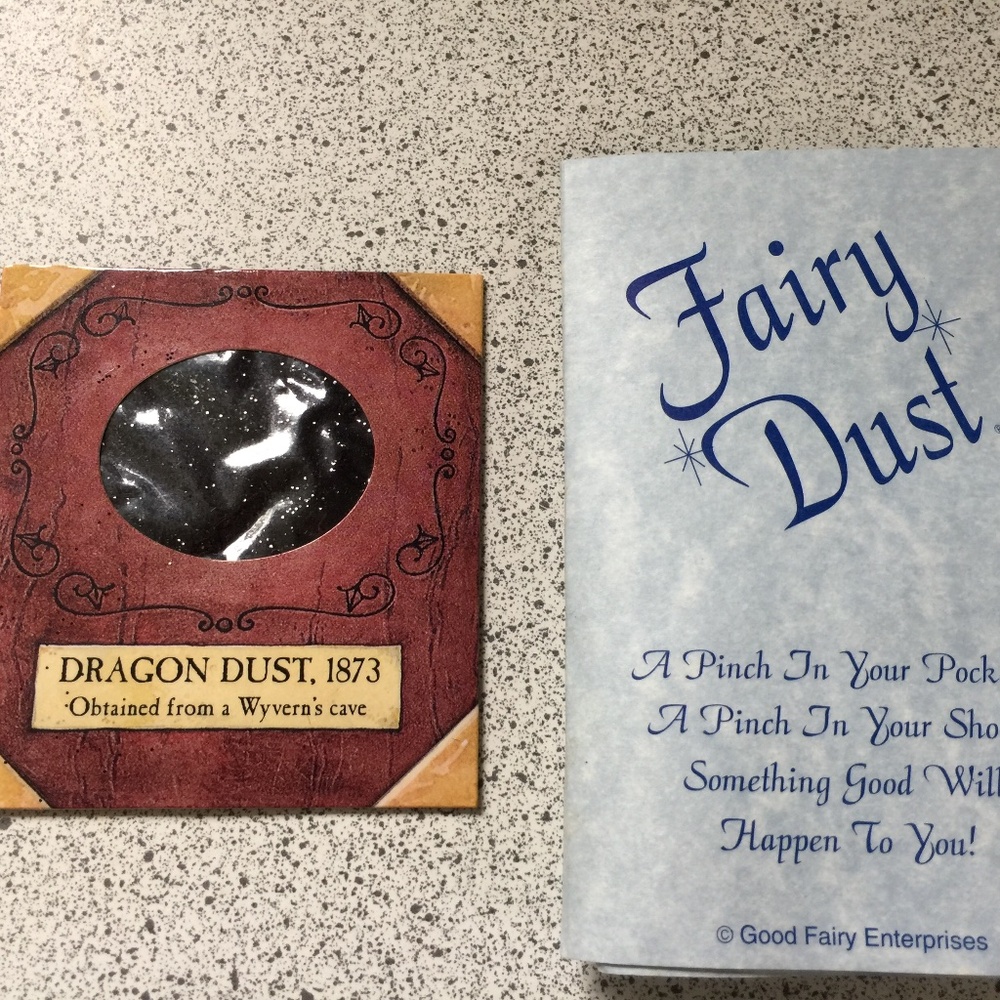 DRAGON DUST, 1873
Obtained from a Wyvern's cave
Fairy
Dust
A Pinch In Your Pock
A Pinch In Your Sho
Something Good Will
Happen To You!
© Good Fairy Enterprises